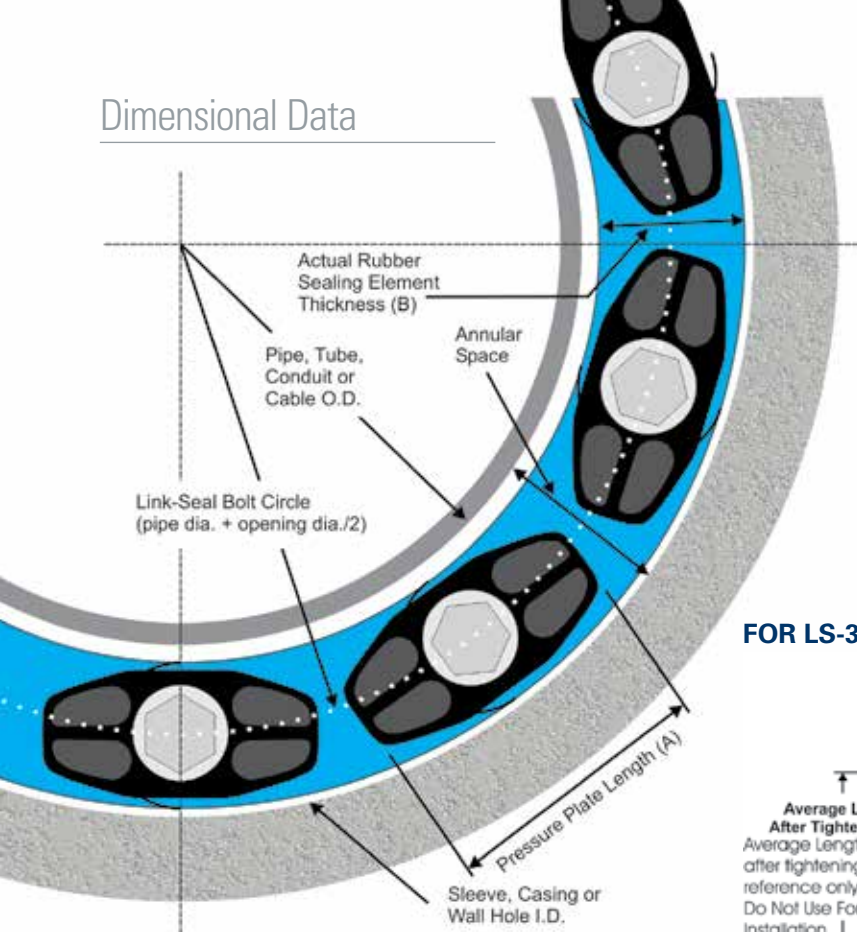 Dimensional Data
Actual Rubber
Sealing Element
Thickness (B)
Annular
Space
Pipe, Tube,
Conduit or
Cable O.D.
Link-Seal Bolt Circle
(pipe dia. + opening dia./2)
FOR LS-3
Pressure Plate Length (A)
Average L
After Tighte
Average Lengt
after tightening
reference only
Do Not Use For
Installation.
Sleeve, Casing or
Wall Hole I.D.